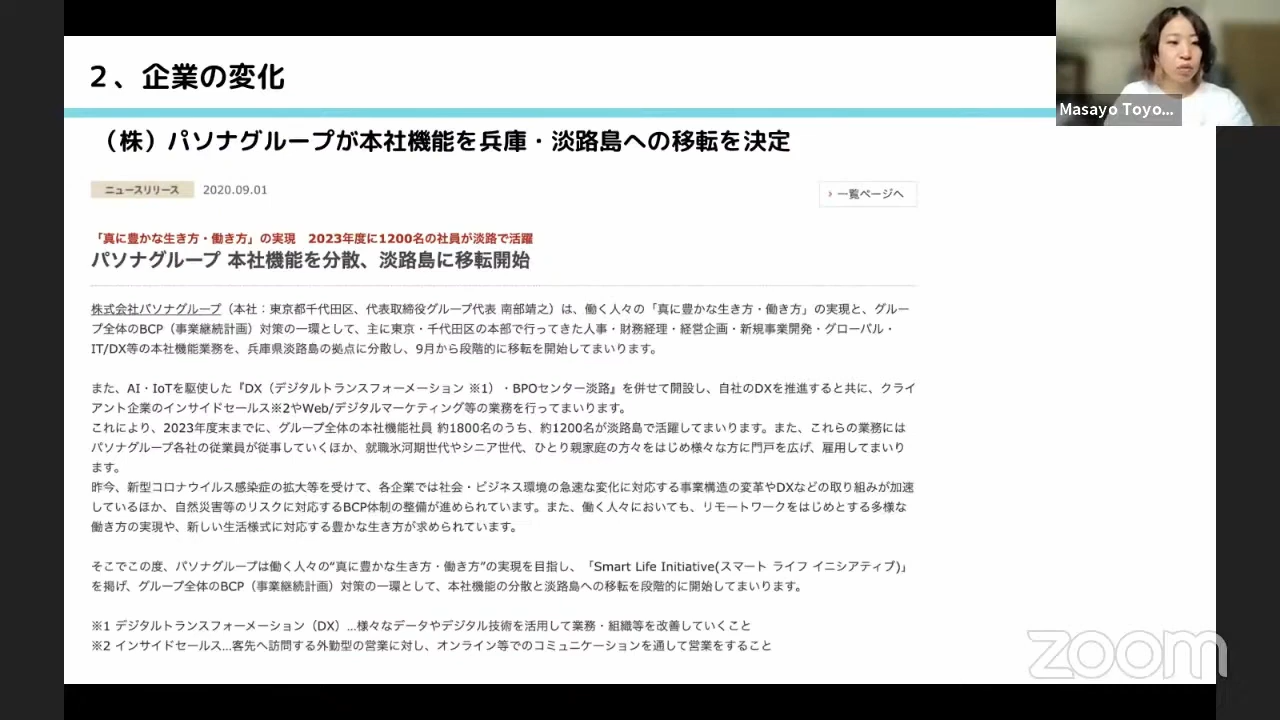 2、企業の変化
（株）パソナグループが本社機能を兵庫・淡路島への移転を決定
ニュースリリース 2020.09.01
› 一覧ページへ
「真に豊かな生き方・働き方」の実現　2023年度に1200名の社員が淡路で活躍
パソナグループ 本社機能を分散、淡路島に移転開始
株式会社パソナグループ（本社：東京都千代田区、代表取締役グループ代表 南部靖之）は、働く人々の「真に豊かな生き方・働き方」の実現と、グルー
プ全体のBCP（事業継続計画）対策の一環として、主に東京・千代田区の本部で行ってきた人事・財務経理・経営企画・新規事業開発・グローバル・
IT/DX等の本社機能業務を、兵庫県淡路島の拠点に分散し、9月から段階的に移転を開始してまいります。
また、AI・IoTを駆使した『DX（デジタルトランスフォーメーション ※1）・BPOセンター淡路』を併せて開設し、自社のDXを推進すると共に、クライ
アント企業のインサイドセールス※2やWeb/デジタルマーケティング等の業務を行ってまいります。
これにより、2023年度末までに、グループ全体の本社機能社員 約1800名のうち、約1200名が淡路島で活躍してまいります。また、これらの業務には
パソナグループ各社の従業員が従事していくほか、就職氷河期世代やシニア世代、ひとり親家庭の方々をはじめ様々な方に門戸を広げ、雇用してまいり
ます。
昨今、新型コロナウイルス感染症の拡大等を受けて、各企業では社会・ビジネス環境の急速な変化に対応する事業構造の変革やDXなどの取り組みが加速
しているほか、自然災害等のリスクに対応するBCP体制の整備が進められています。また、働く人々においても、リモートワークをはじめとする多様な
働き方の実現や、新しい生活様式に対応する豊かな生き方が求められています。
そこでこの度、パソナグループは働く人々の“真に豊かな生き方・働き方”の実現を目指し、「Smart Life Initiative(スマート ライフ イニシアティブ)」
を掲げ、グループ全体のBCP（事業継続計画）対策の一環として、本社機能の分散と淡路島への移転を段階的に開始してまいります。
※1 デジタルトランスフォーメーション（DX）…様々なデータやデジタル技術を活用して業務・組織等を改善していくこと
※2 インサイドセールス…客先へ訪問する外勤型の営業に対し、オンライン等でのコミュニケーションを通して営業をすること
Masayo Toyo...
zoom